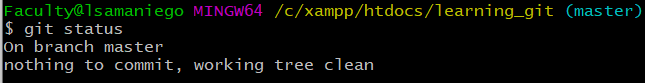 Faculty@lsamaniego MINGW64 /c/xampp/htdocs/learning_git (master)
$ git status
On branch master
nothing to commit, working tree clean